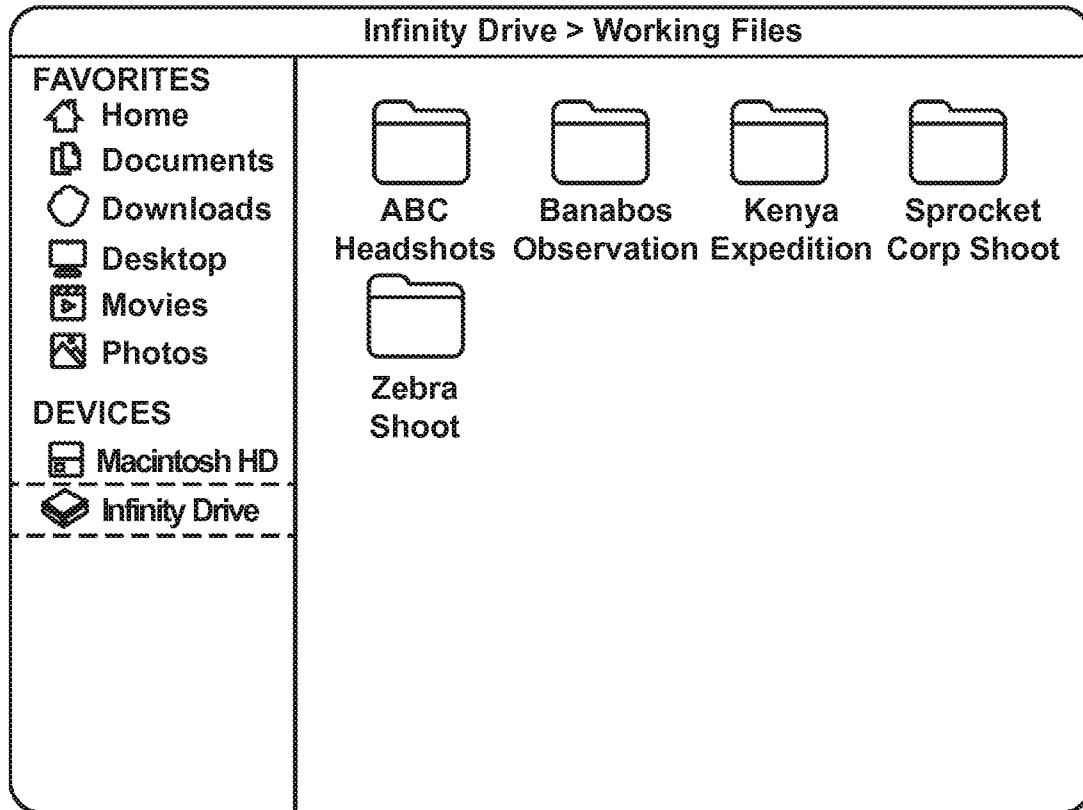 Infinity Drive > Working Files
FAVORITES
Home
Documents
Downloads
Desktop
Movies
Photos
DEVICES
Macintosh HD
Infinity Drive
ABC
Headshots
Banabos
Observation
Kenya
Expedition
Sprocket
Corp Shoot
Zebra
Shoot